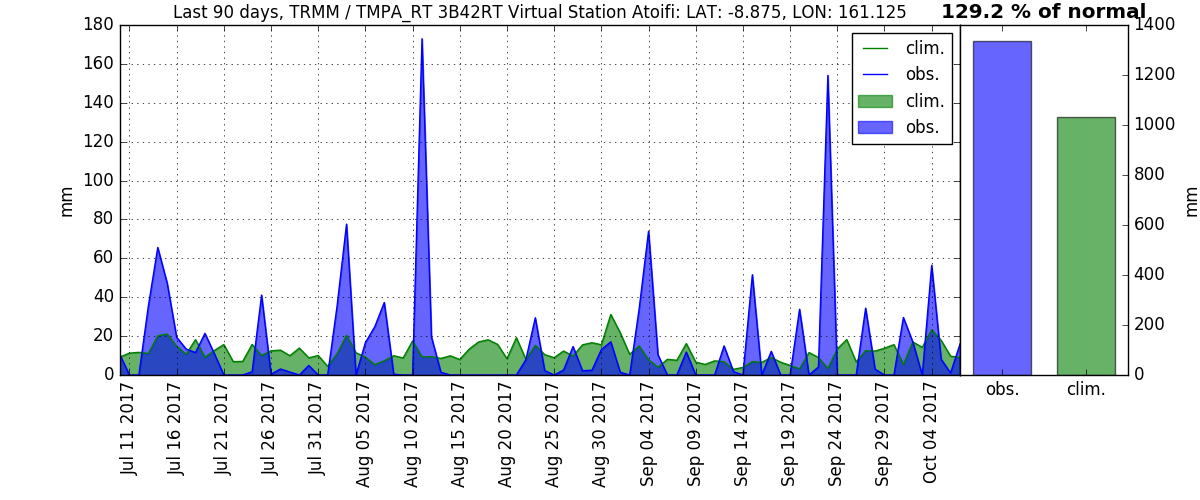 Last 90 days, TRMM / TMPA_RT 3B42RT Virtual Station Atoifi: LAT: -8.875, LON: 161.125
129.2 % of normal
180
160
140
120
100
80
60
40
20
0
mm
clim.
obs.
clim.
obs.
Jul 11 2017
Jul 16 2017
Jul 21 2017
Jul 26 2017
Jul 31 2017
Aug 05 2017
Aug 10 2017
Aug 15 2017
Aug 20 2017
Aug 25 2017
Aug 30 2017
Sep 04 2017
Sep 09 2017
Sep 14 2017
Sep 19 2017
Sep 24 2017
Sep 29 2017
Oct 04 2017
1400
1200
1000
800
600
400
200
0
mm
obs.
clim.